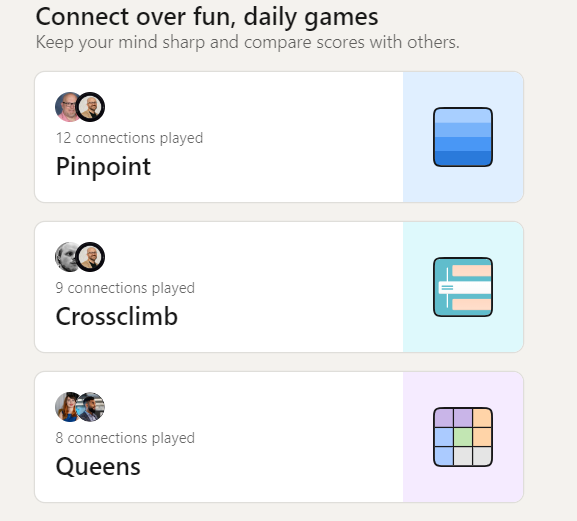 Connect over fun, daily games
Keep your mind sharp and compare scores with others.
12 connections played
Pinpoint
9 connections played
Crossclimb
8 connections played
Queens